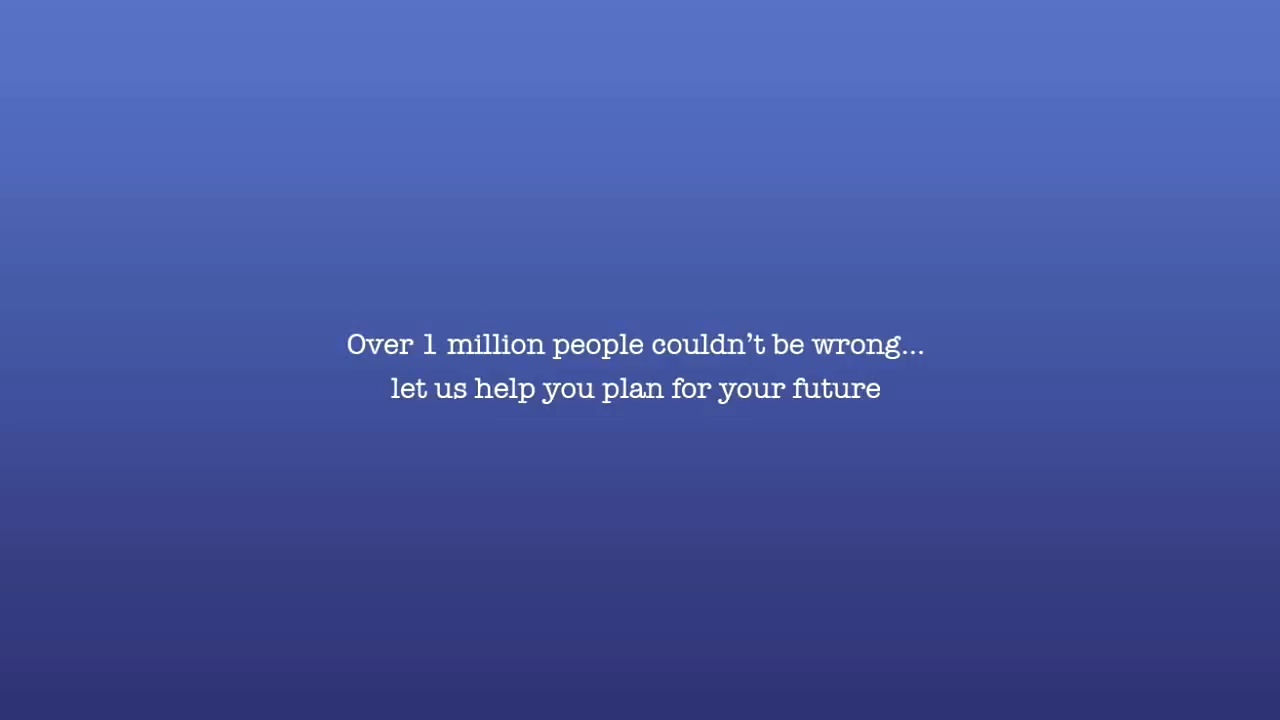 Over 1 million people couldn’t be wrong...
let us help you plan for your future